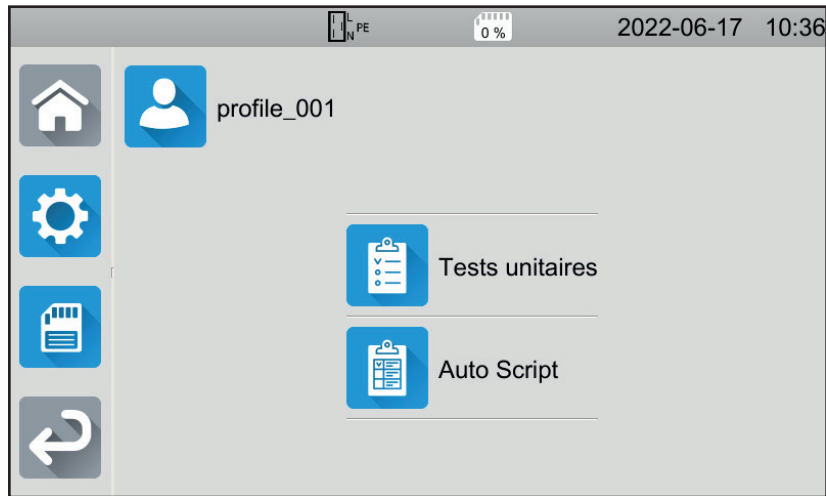 L
N PE
0 %
2022-06-17 10:36
profile_001
Tests unitaires
Auto Script